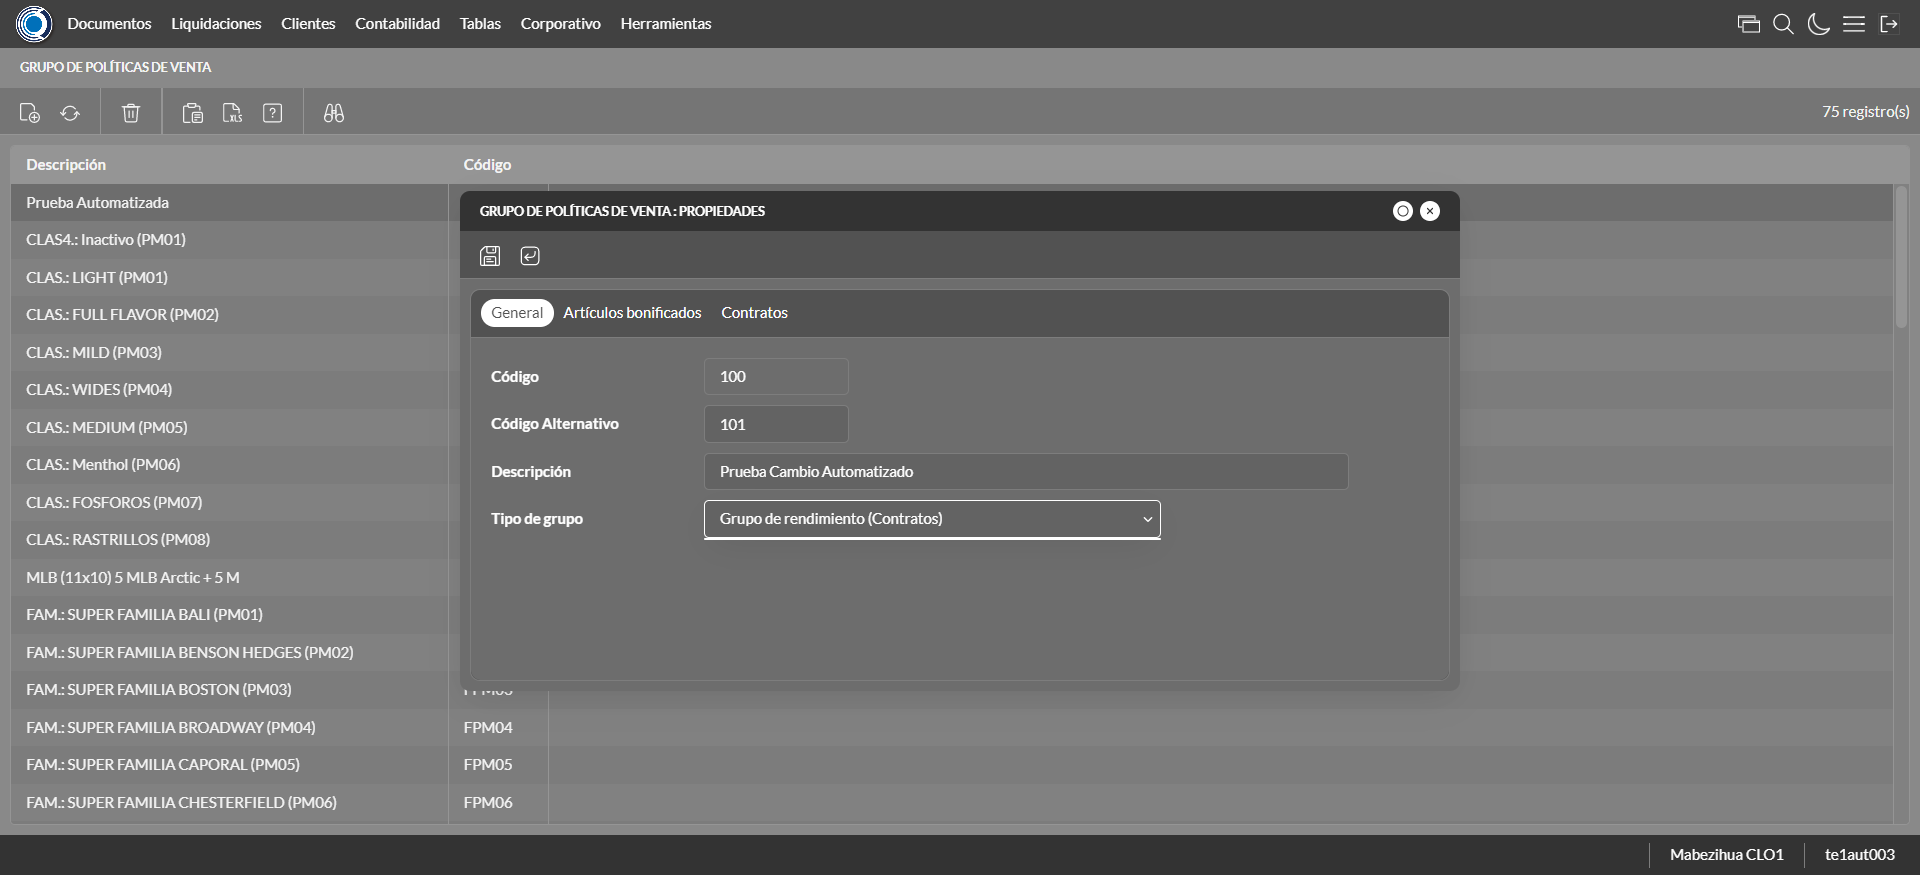 Documentos Liquidaciones Clientes Contabilidad Tablas Corporativo Herramientas
GRUPO DE POLÍTICAS DE VENTA
XLS ? 75 registro(s)
Descripción Código
Prueba Automatizada
CLAS4.: Inactivo (PM01)
CLAS.: LIGHT (PM01)
CLAS.: FULL FLAVOR (PM02)
CLAS.: MILD (PM03)
CLAS.: WIDES (PM04)
CLAS.: MEDIUM (PM05)
CLAS.: Menthol (PM06)
CLAS.: FOSFOROS (PM07)
CLAS.: RASTRILLOS (PM08)
MLB (11x10) 5 MLB Arctic + 5 M
FAM.: SUPER FAMILIA BALI (PM01)
FAM.: SUPER FAMILIA BENSON HEDGES (PM02)
FAM.: SUPER FAMILIA BOSTON (PM03)
FAM.: SUPER FAMILIA BROADWAY (PM04) FPM04
FAM.: SUPER FAMILIA CAPORAL (PM05) FPM05
FAM.: SUPER FAMILIA CHESTERFIELD (PM06) FPM06
GRUPO DE POLÍTICAS DE VENTA : PROPIEDADES
General Artículos bonificados Contratos
Código 100
Código Alternativo 101
Descripción Prueba Cambio Automatizado
Tipo de grupo Grupo de rendimiento (Contratos)
Mabezihua CLO1 te1aut003